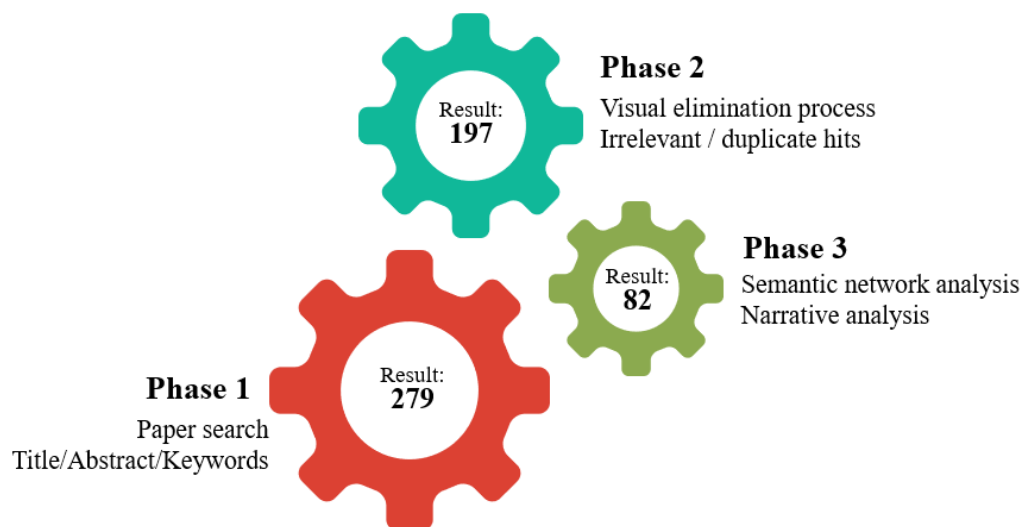 Phase 2
Visual elimination process
Irrelevant / duplicate hits
Result:
197
Phase 3
Semantic network analysis
Narrative analysis
Result:
82
Phase 1
Paper search
Title/Abstract/Keywords
Result:
279